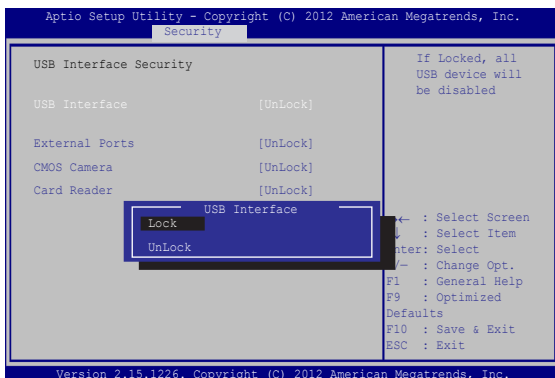 Aptio Setup Utility - Copyright (C) 2012 American Megatrends, Inc.
Security
USB Interface Security
USB Interface [UnLock]
External Ports [UnLock]
CMOS Camera [UnLock]
Card Reader [UnLock]
USB Interface
Lock
UnLock
If Locked, all
USB device will
be disabled
←  : Select Screen
↓  : Select Item
nter: Select
/—  : Change Opt.
F1  : General Help
F9  : Optimized
Defaults
F10  : Save & Exit
ESC  : Exit
Version 2.15.1226. Copyright (C) 2012 American Megatrends, Inc.